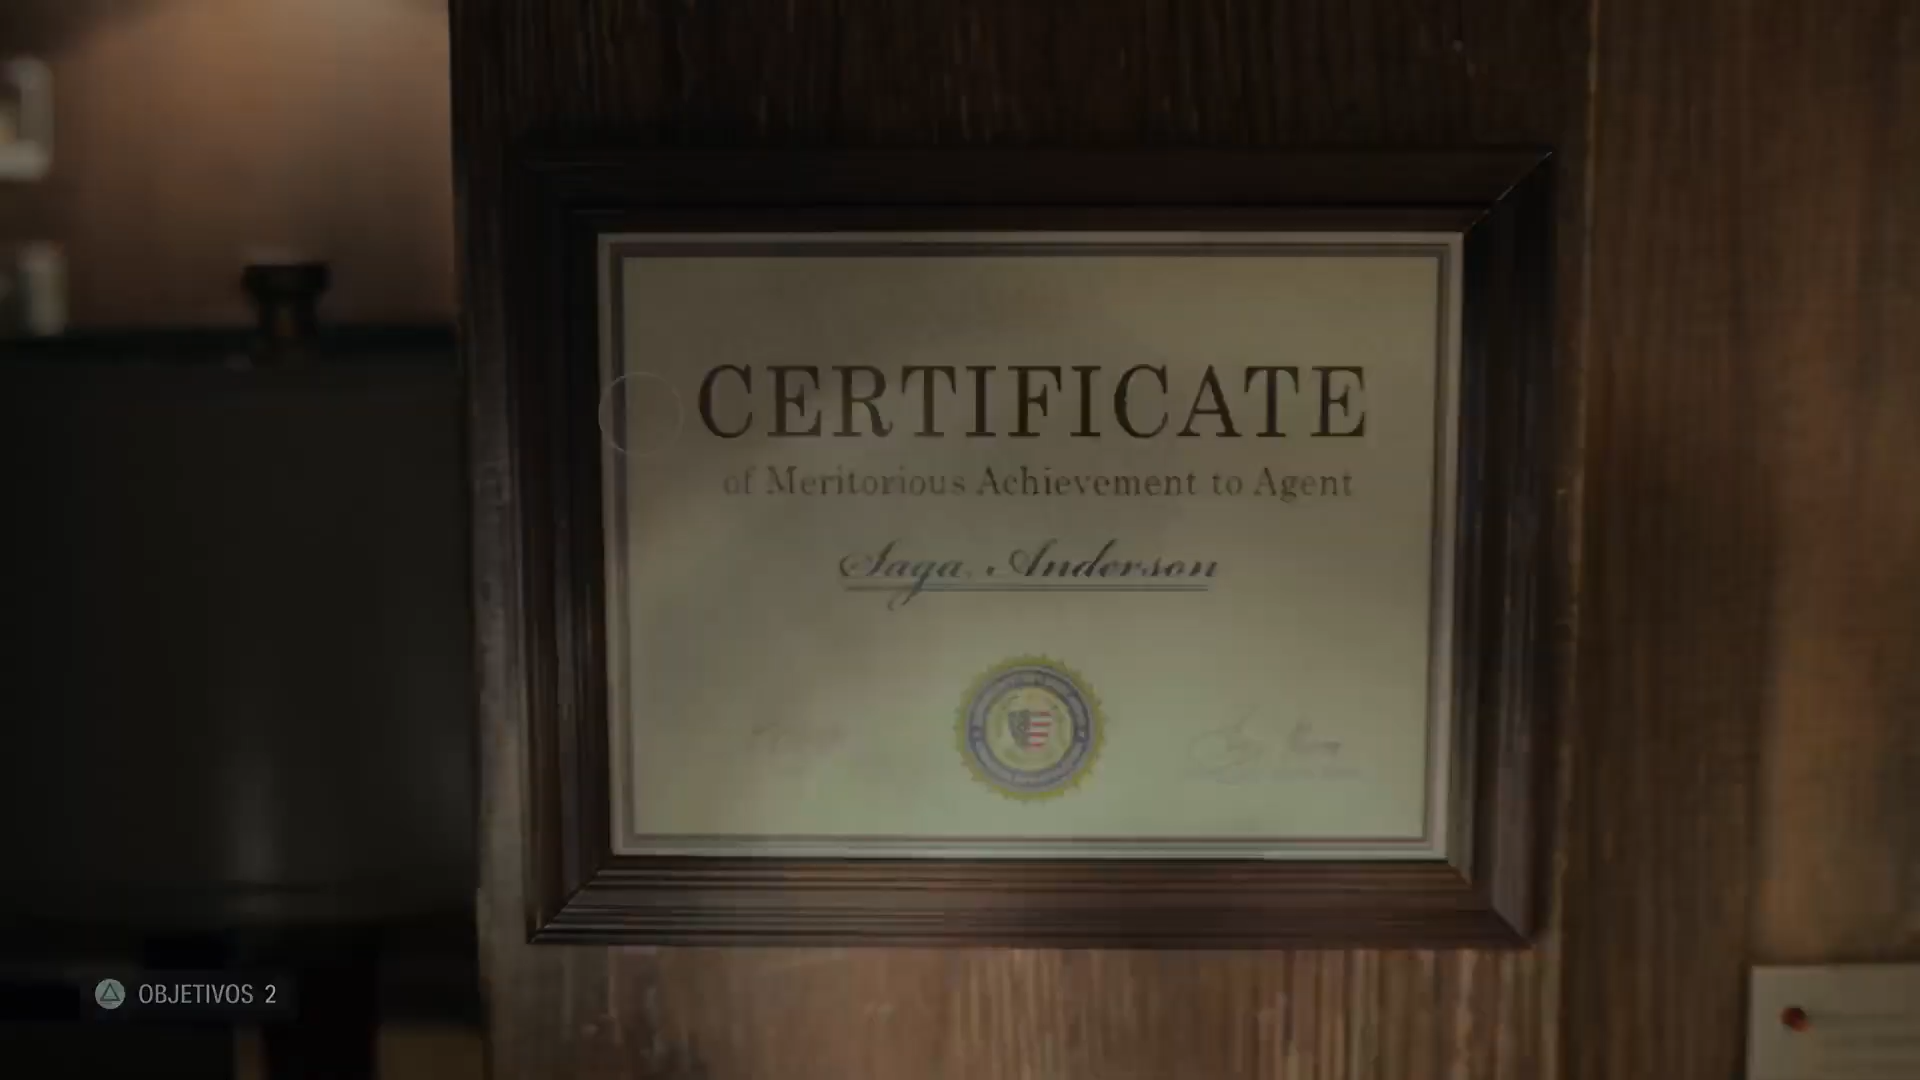 CERTIFICATE
of Meritorious Achievement to Agent
Saga Anderson
OBJETIVOS 2